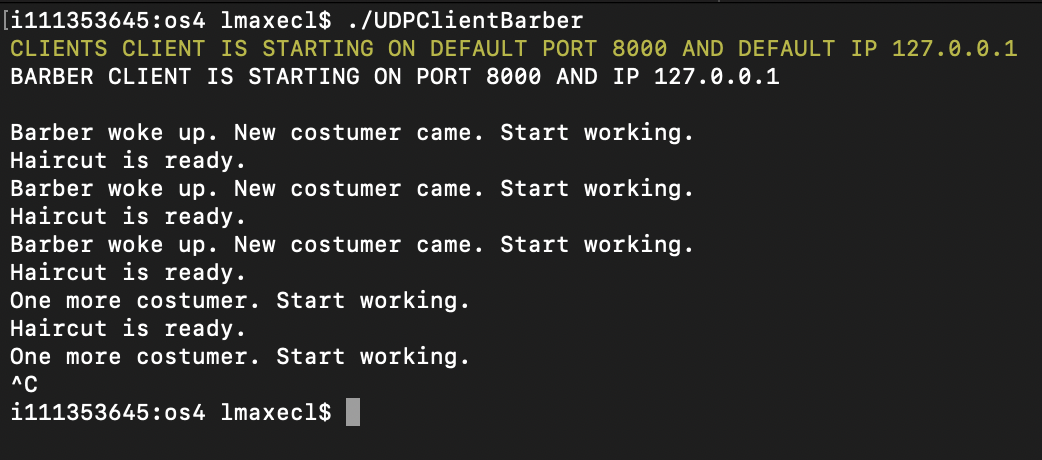 [i111353645:os4 lmaxecl$ ./UDPClientBarber
CLIENTS CLIENT IS STARTING ON DEFAULT PORT 8000 AND DEFAULT IP 127.0.0.1
BARBER CLIENT IS STARTING ON PORT 8000 AND IP 127.0.0.1
Barber woke up. New costumer came. Start working.
Haircut is ready.
Barber woke up. New costumer came. Start working.
Haircut is ready.
Barber woke up. New costumer came. Start working.
Haircut is ready.
One more costumer. Start working.
Haircut is ready.
One more costumer. Start working.
^C
i111353645:os4 lmaxecl$